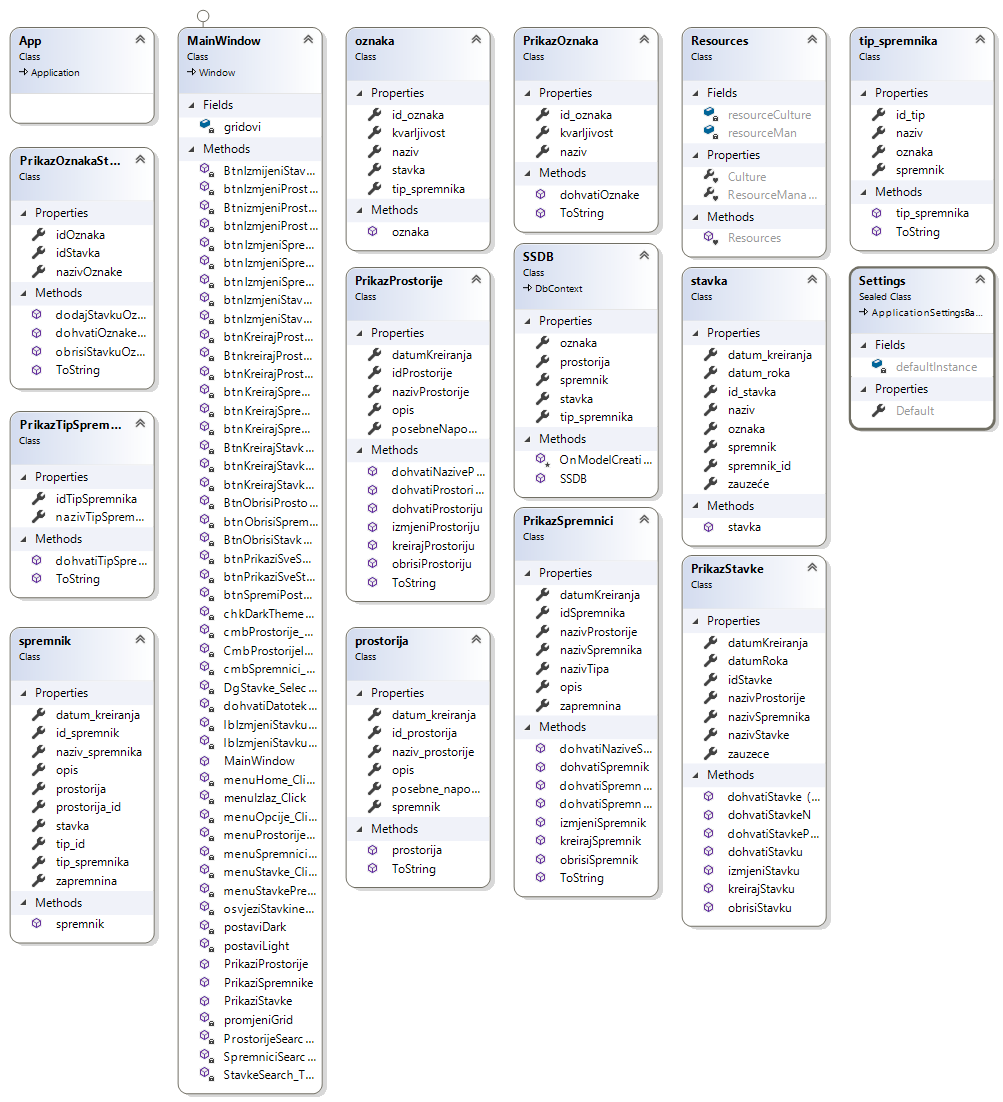 App
Class
Application
PrikazOznakaSt...
Class
Properties
idOznaka
idStavka
nazivOznake
Methods
dodajStavkuOz...
dohvatiOznake...
obrisiStavkuOz...
ToString
PrikazTipSprem...
Class
Properties
idTipSpremnika
nazivTipSprem...
Methods
dohvatiTipSpre...
ToString
spremnik
Class
Properties
datum_kreiranja
id_spremnik
naziv_spremnika
opis
prostorija
prostorija_id
stavka
tip_id
tip_spremnika
zapremnina
Methods
spremnik
MainWindow
Class
Window
Fields
gridovi
Methods
BtnIzmijeniStav...
btnIzmjeniProst...
BtnizmjeniProst...
btnIzmjeniProst...
btnIzmjeniSpre...
btnIzmjeniSpre...
btnIzmjeniSpre...
btnIzmjeniStav...
btnIzmjeniStav...
btnKreirajProst...
BtnkreirajProst...
btnKreirajProst...
btnKreirajSpre...
btnKreirajSpre...
btnKreirajSpre...
BtnKreirajStavk...
btnKreirajStavk...
btnKreirajStavk...
BtnObrisiProsto...
btnObrisiSprem...
BtnObrisiStavk...
btnPrikaziSveS...
btnPrikaziSveSt...
btnSpremiPost...
chkDarkTheme...
cmbProstorije_...
CmbProstorijeI...
cmbSpremnici_...
DgStavke_Selec...
dohvatiDatotek...
lbIzmjeniStavku...
lbIzmjeniStavku...
MainWindow
menuHome_Cli...
menuIzlaz_Click
menuOpcije_Cli...
menuProstorije...
menuSpremnici...
menuStavke_Cli...
menuStavkePre...
osvjeziStavkine...
postaviDark
postaviLight
PrikaziProstorije
PrikaziSpremnike
PrikaziStavke
promjeniGrid
ProstorijeSearc...
SpremniciSearc...
StavkeSearch_T...
oznaka
Class
Properties
id_oznaka
kvarljivost
naziv
stavka
tip_spremnika
Methods
oznaka
PrikazProstorije
Class
Properties
datumKreiranja
idProstorije
nazivProstorije
opis
posebneNapo...
Methods
dohvatiNaziveP...
dohvatiProstori...
dohvatiProstoriju
izmjeniProstoriju
kreirajProstoriju
obrisiProstoriju
ToString
prostorija
Class
Properties
datum_kreiranja
id_prostorija
naziv_prostorije
opis
posebne_napo...
spremnik
Methods
prostorija
ToString
PrikazOznaka
Class
Properties
id_oznaka
kvarljivost
naziv
Methods
dohvatiOznake
ToString
SSDB
Class
DbContext
Properties
oznaka
prostorija
spremnik
stavka
tip_spremnika
Methods
OnModelCreati...
SSDB
PrikazSpremnici
Class
Properties
datumKreiranja
idSpremnika
nazivProstorije
nazivSpremnika
nazivTipa
opis
zapremnina
Methods
dohvatiNaziveS...
dohvatiSpremnik
dohvatiSpremn...
dohvatiSpremn...
izmjeniSpremnik
kreirajSpremnik
obrisiSpremnik
ToString
Resources
Class
Fields
resourceCulture
resourceMan
Properties
Culture
ResourceMana...
Methods
Resources
stavka
Class
Properties
datum_kreiranja
datum_roka
id_stavka
naziv
oznaka
spremnik
spremnik_id
zauzeće
Methods
stavka
PrikazStavke
Class
Properties
datumKreiranja
datumRoka
idStavke
nazivProstorije
nazivSpremnika
nazivStavke
zauzece
Methods
dohvatiStavke (...
dohvatiStavkeN
dohvatiStavkeP...
dohvatiStavku
izmjeniStavku
kreirajStavku
obrisiStavku
tip_spremnika
Class
Properties
id_tip
naziv
oznaka
spremnik
Methods
tip_spremnika
ToString
Settings
Sealed Class
ApplicationSettingsBa...
Fields
defaultInstance
Properties
Default